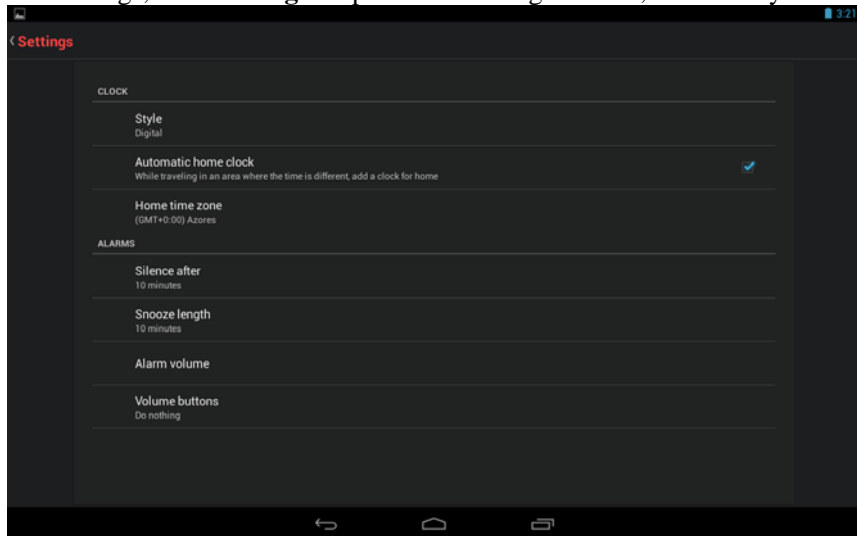 3:21
Settings
CLOCK
Style
Digital
Automatic home clock
While traveling in an area where the time is different, add a clock for home
Home time zone
(GMT+0:00) Azores
ALARMS
Silence after
10 minutes
Snooze length
10 minutes
Alarm volume
Volume buttons
Do nothing